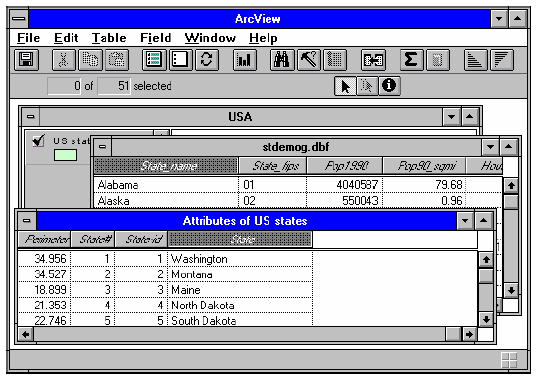 ArcView
File Edit Table Field Window Help
0 of 51 selected
USA
US stat
stdemog.dbf
State_name State_fips Pop1990 Pop90_sqmi Hou
Alabama 01 4040587 79.68
Alaska 02 550043 0.96
Attributes of US states
Perimeter State# State-id State
34.956 1 1 Washington
34.527 2 2 Montana
18.899 3 3 Maine
21.353 4 4 North Dakota
22.746 5 5 South Dakota